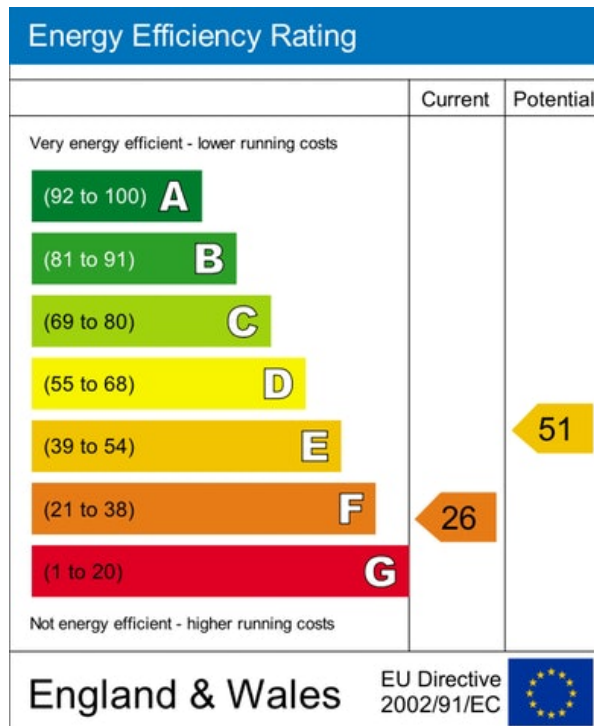 Energy Efficiency Rating
Current Potential
Very energy efficient - lower running costs
(92 to 100) A
(81 to 91) B
(69 to 80) C
(55 to 68) D
(39 to 54) E
51
(21 to 38) F
26
(1 to 20) G
Not energy efficient - higher running costs
England & Wales
EU Directive
2002/91/EC